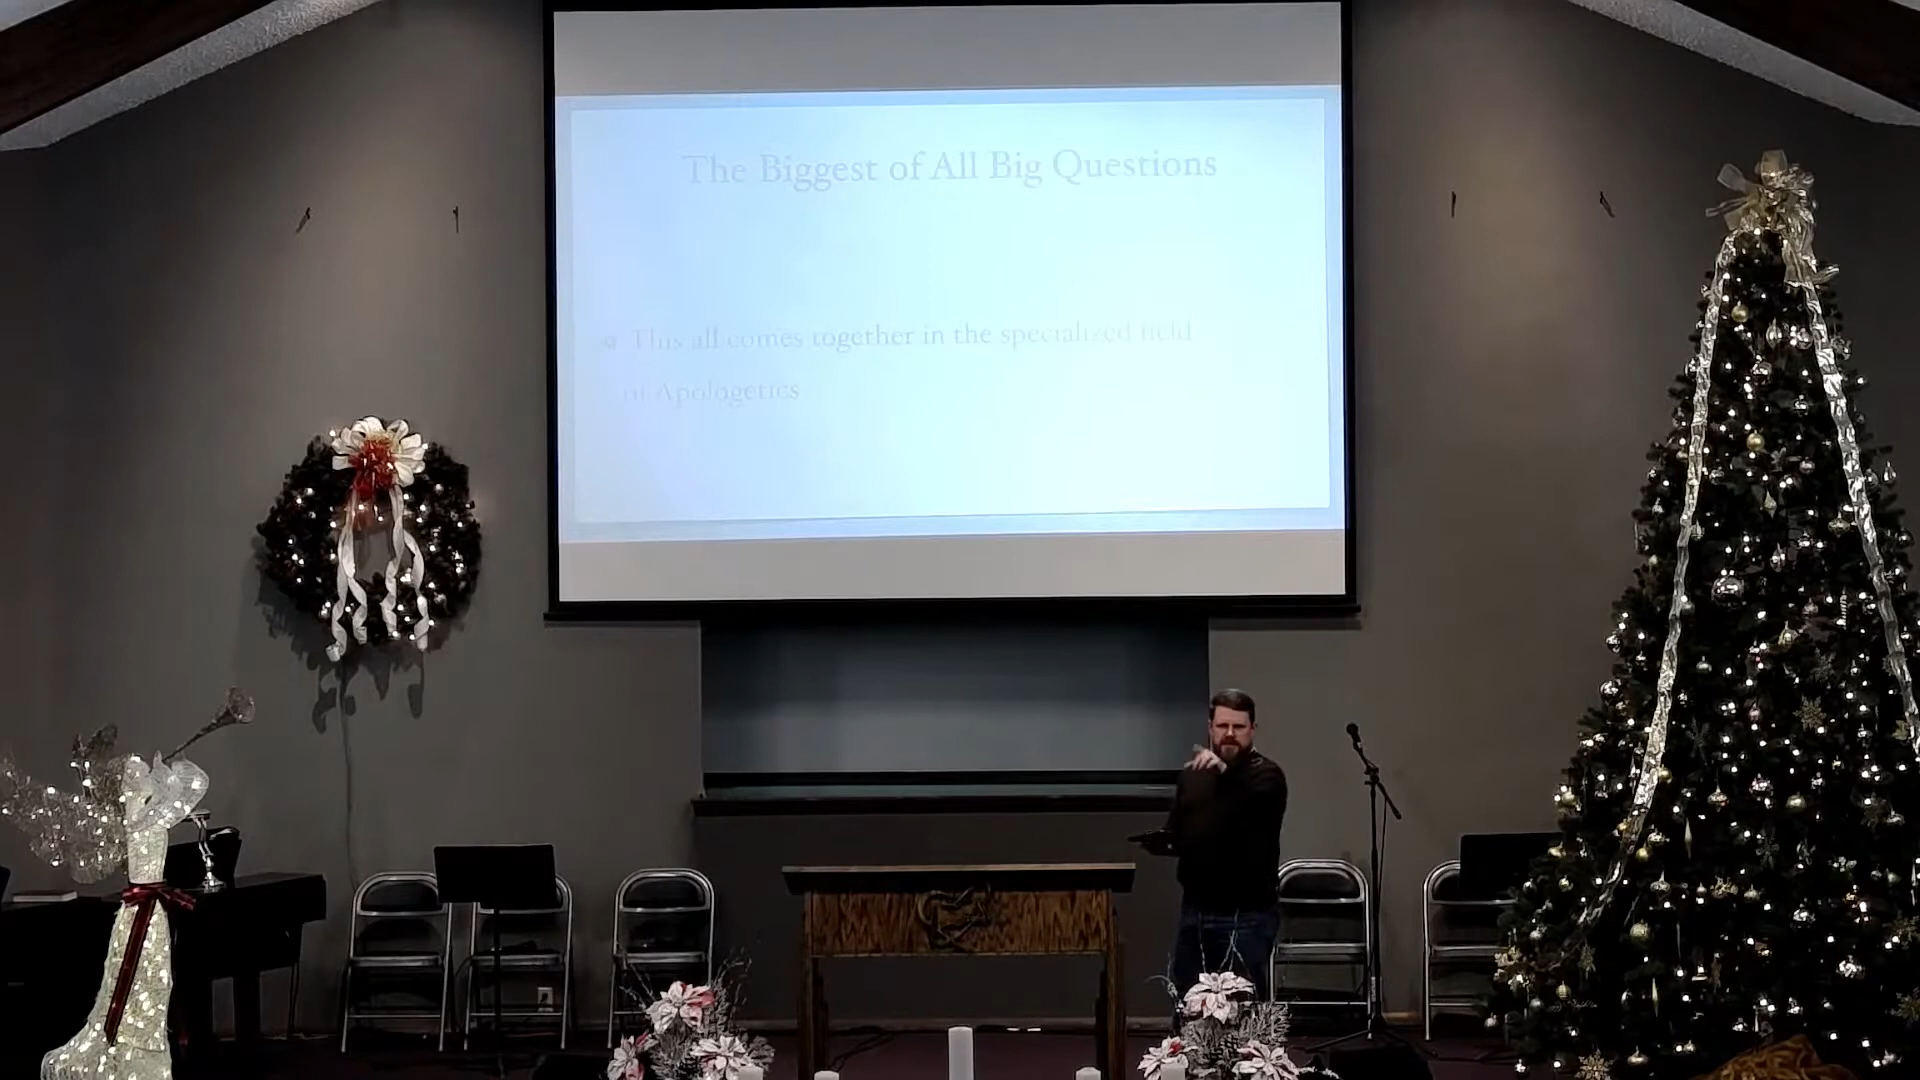 The Biggest of All Big Questions
This all comes together in the specialized field
of Apologetics